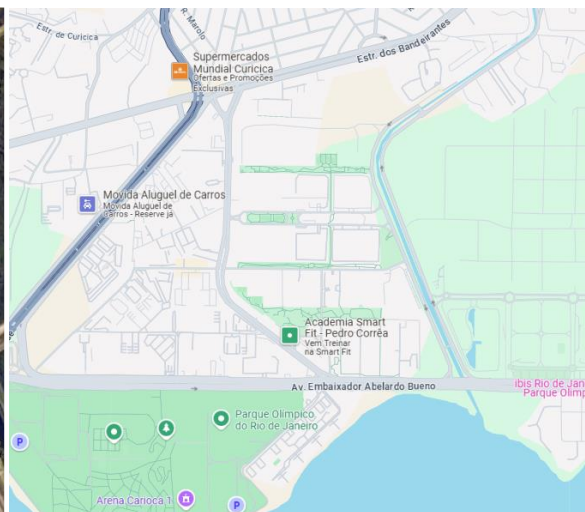 Estr. de Curicica
R. Marolo
Estr. dos Bandeirantes
Supermercados
Mundial Curicica
Ofertas e Promoções
Exclusivas
Movida Aluguel de Carros
Movida Aluguel de
Carros - Reserve já
Academia Smart
Fit - Pedro Corrêa
Vem Treinar
na Smart Fit
Av. Embaixador Abelardo Bueno
ibis Rio de Jan
Parque Olímp
Parque Olímpico
do Rio de Janeiro
P
Arena Carioca 1
P